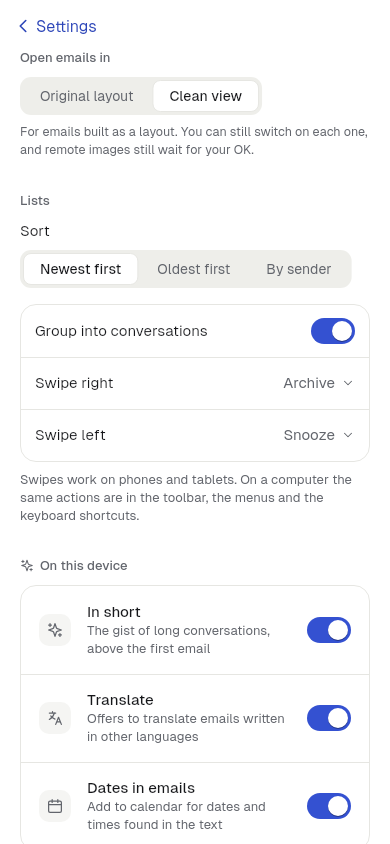 Settings
Open emails in
Original layout
Clean view
For emails built as a layout. You can still switch on each one,
and remote images still wait for your OK.
Lists
Sort
Newest first
Oldest first
By sender
Group into conversations
Swipe right
Archive
Swipe left
Snooze
Swipes work on phones and tablets. On a computer the
same actions are in the toolbar, the menus and the
keyboard shortcuts.
On this device
In short
The gist of long conversations,
above the first email
Translate
Offers to translate emails written
in other languages
Dates in emails
Add to calendar for dates and
times found in the text